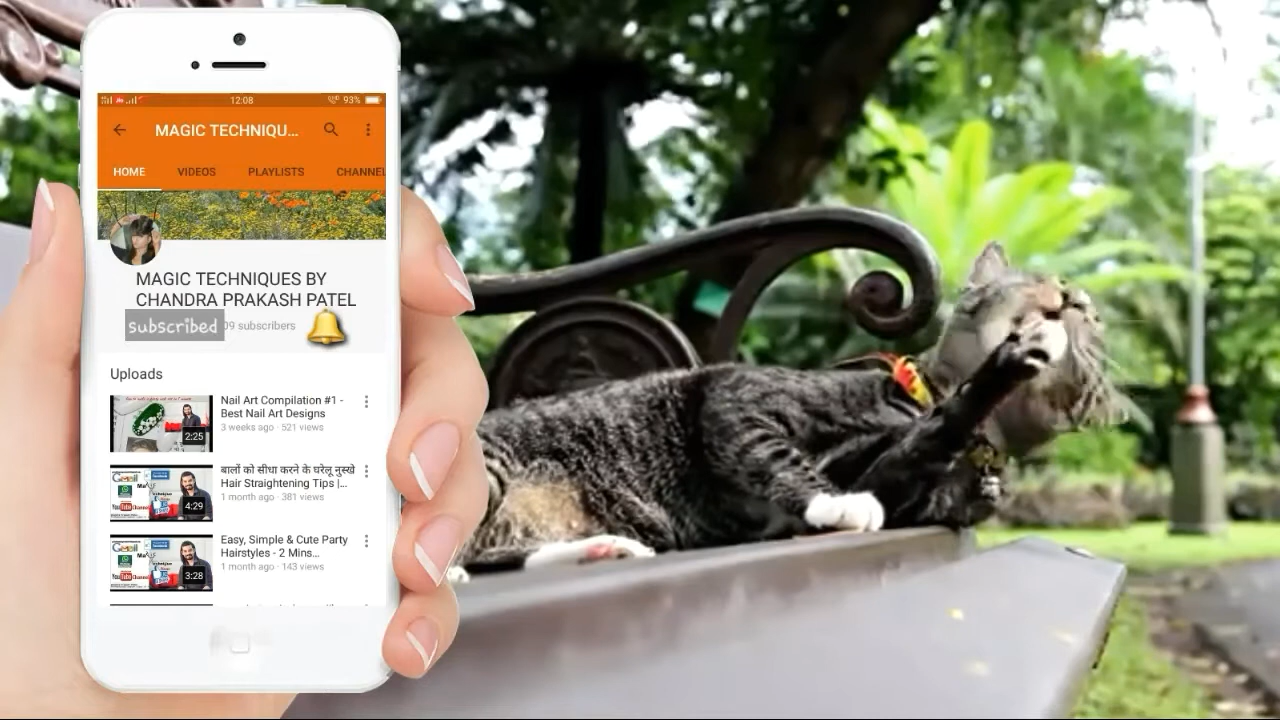 12:08
93%
MAGIC TECHNIQU...
HOME VIDEOS PLAYLISTS CHANNEL
MAGIC TECHNIQUES BY
CHANDRA PRAKASH PATEL
subscribed 09 subscribers
Uploads
Nail Art Compilation #1 -
Best Nail Art Designs
3 weeks ago · 521 views
2:25
बालों को सीधा करने के घरेलू नुस्खे
Hair Straightening Tips |...
1 month ago · 381 views
4:29
Easy, Simple & Cute Party
Hairstyles - 2 Mins...
1 month ago · 143 views
3:28